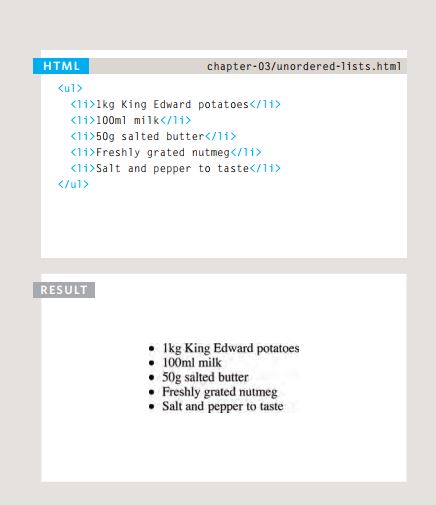 HTML chapter-03/unordered-lists.html
<ul>
<li>1kg King Edward potatoes</li>
<li>100ml milk</li>
<li>50g salted butter</li>
<li>Freshly grated nutmeg</li>
<li>Salt and pepper to taste</li>
</ul>
RESULT
• 1kg King Edward potatoes
• 100ml milk
• 50g salted butter
• Freshly grated nutmeg
• Salt and pepper to taste